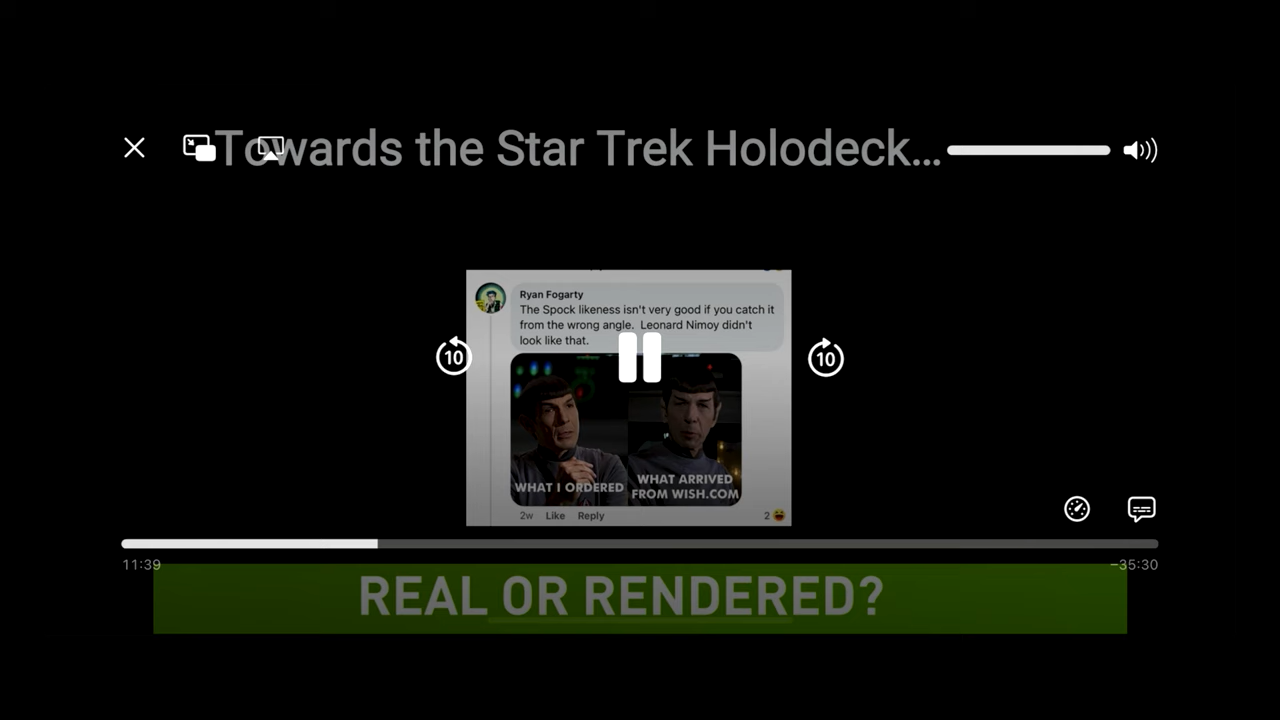 Towards the Star Trek Holodeck...
Ryan Fogarty
The Spock likeness isn't very good if you catch it
from the wrong angle. Leonard Nimoy didn't
look like that.
10
10
WHAT I ORDERED
WHAT ARRIVED
FROM WISH.COM
2w Like Reply 2
11:39
-35:30
REAL OR RENDERED?